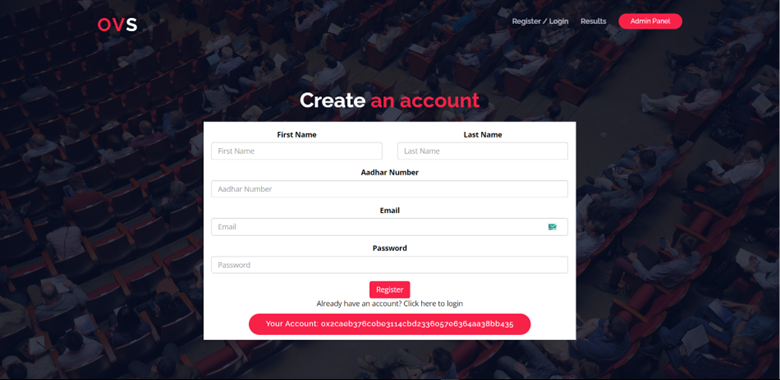 OVS
Register / Login Results Admin Panel
Create an account
First Name Last Name
First Name Last Name
Aadhar Number
Aadhar Number
Email
Email
Password
Password
Register
Already have an account? Click here to login
Your Account: 0x2caeb376c0be3114cbd2336057e6364aa38bb435